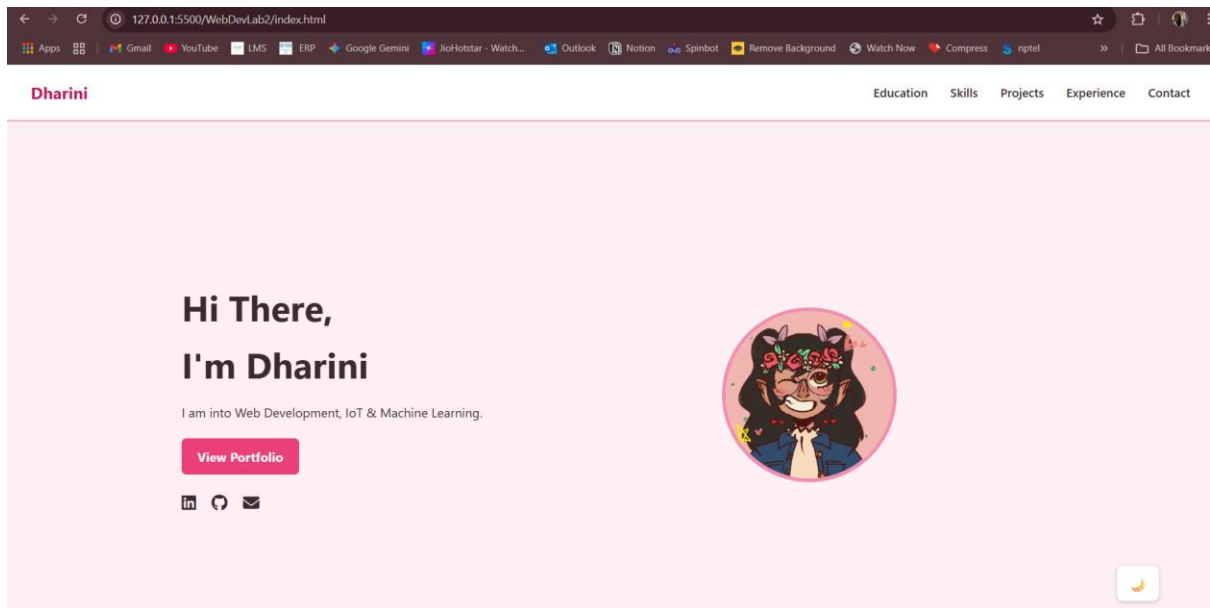 127.0.0.1:5500/WebDevLab2/index.html
Apps Gmail YouTube LMS ERP Google Gemini JioHotstar - Watch... Outlook Notion Spinbot Remove Background Watch Now Compress nptel » All Bookmark
Dharini Education Skills Projects Experience Contact
Hi There,
I'm Dharini
I am into Web Development, IoT & Machine Learning.
View Portfolio
in